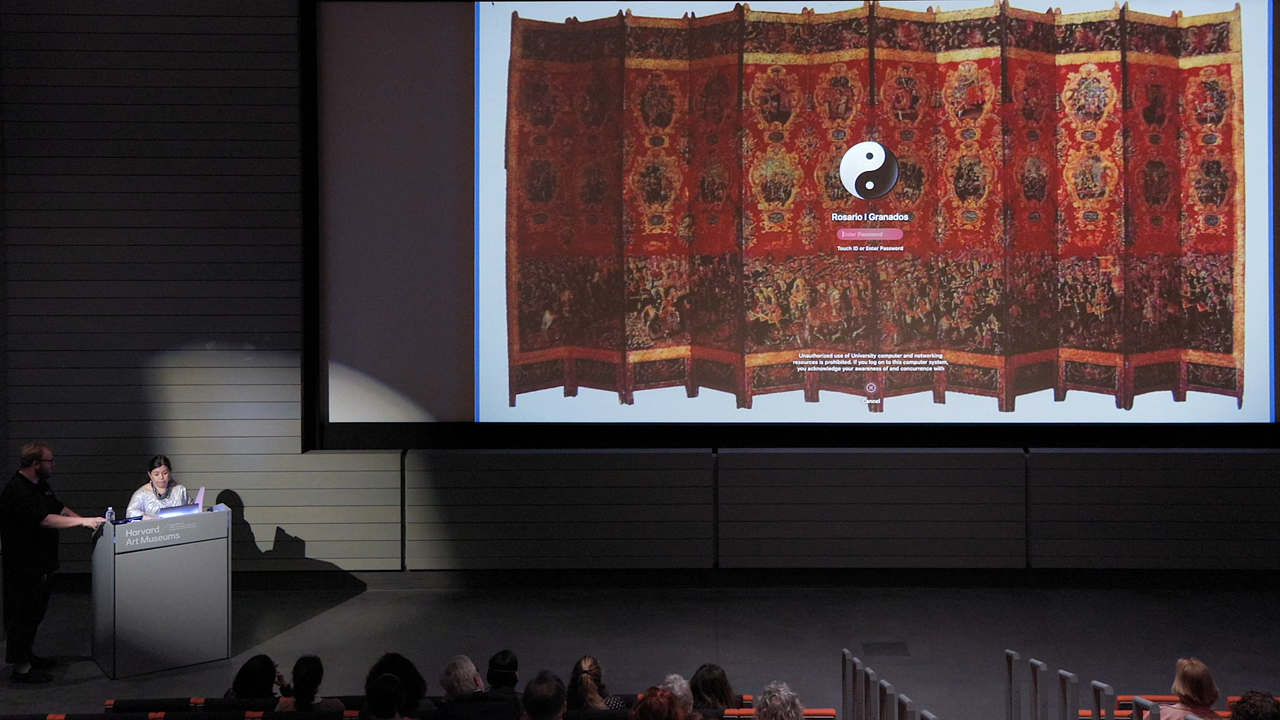 Rosario I Granados
Enter Password
Touch ID or Enter Password
Unauthorized use of University computer and networking
resources is prohibited. If you log on to this computer system,
you acknowledge your awareness of and concurrence with
Cancel
Harvard
Art Museums